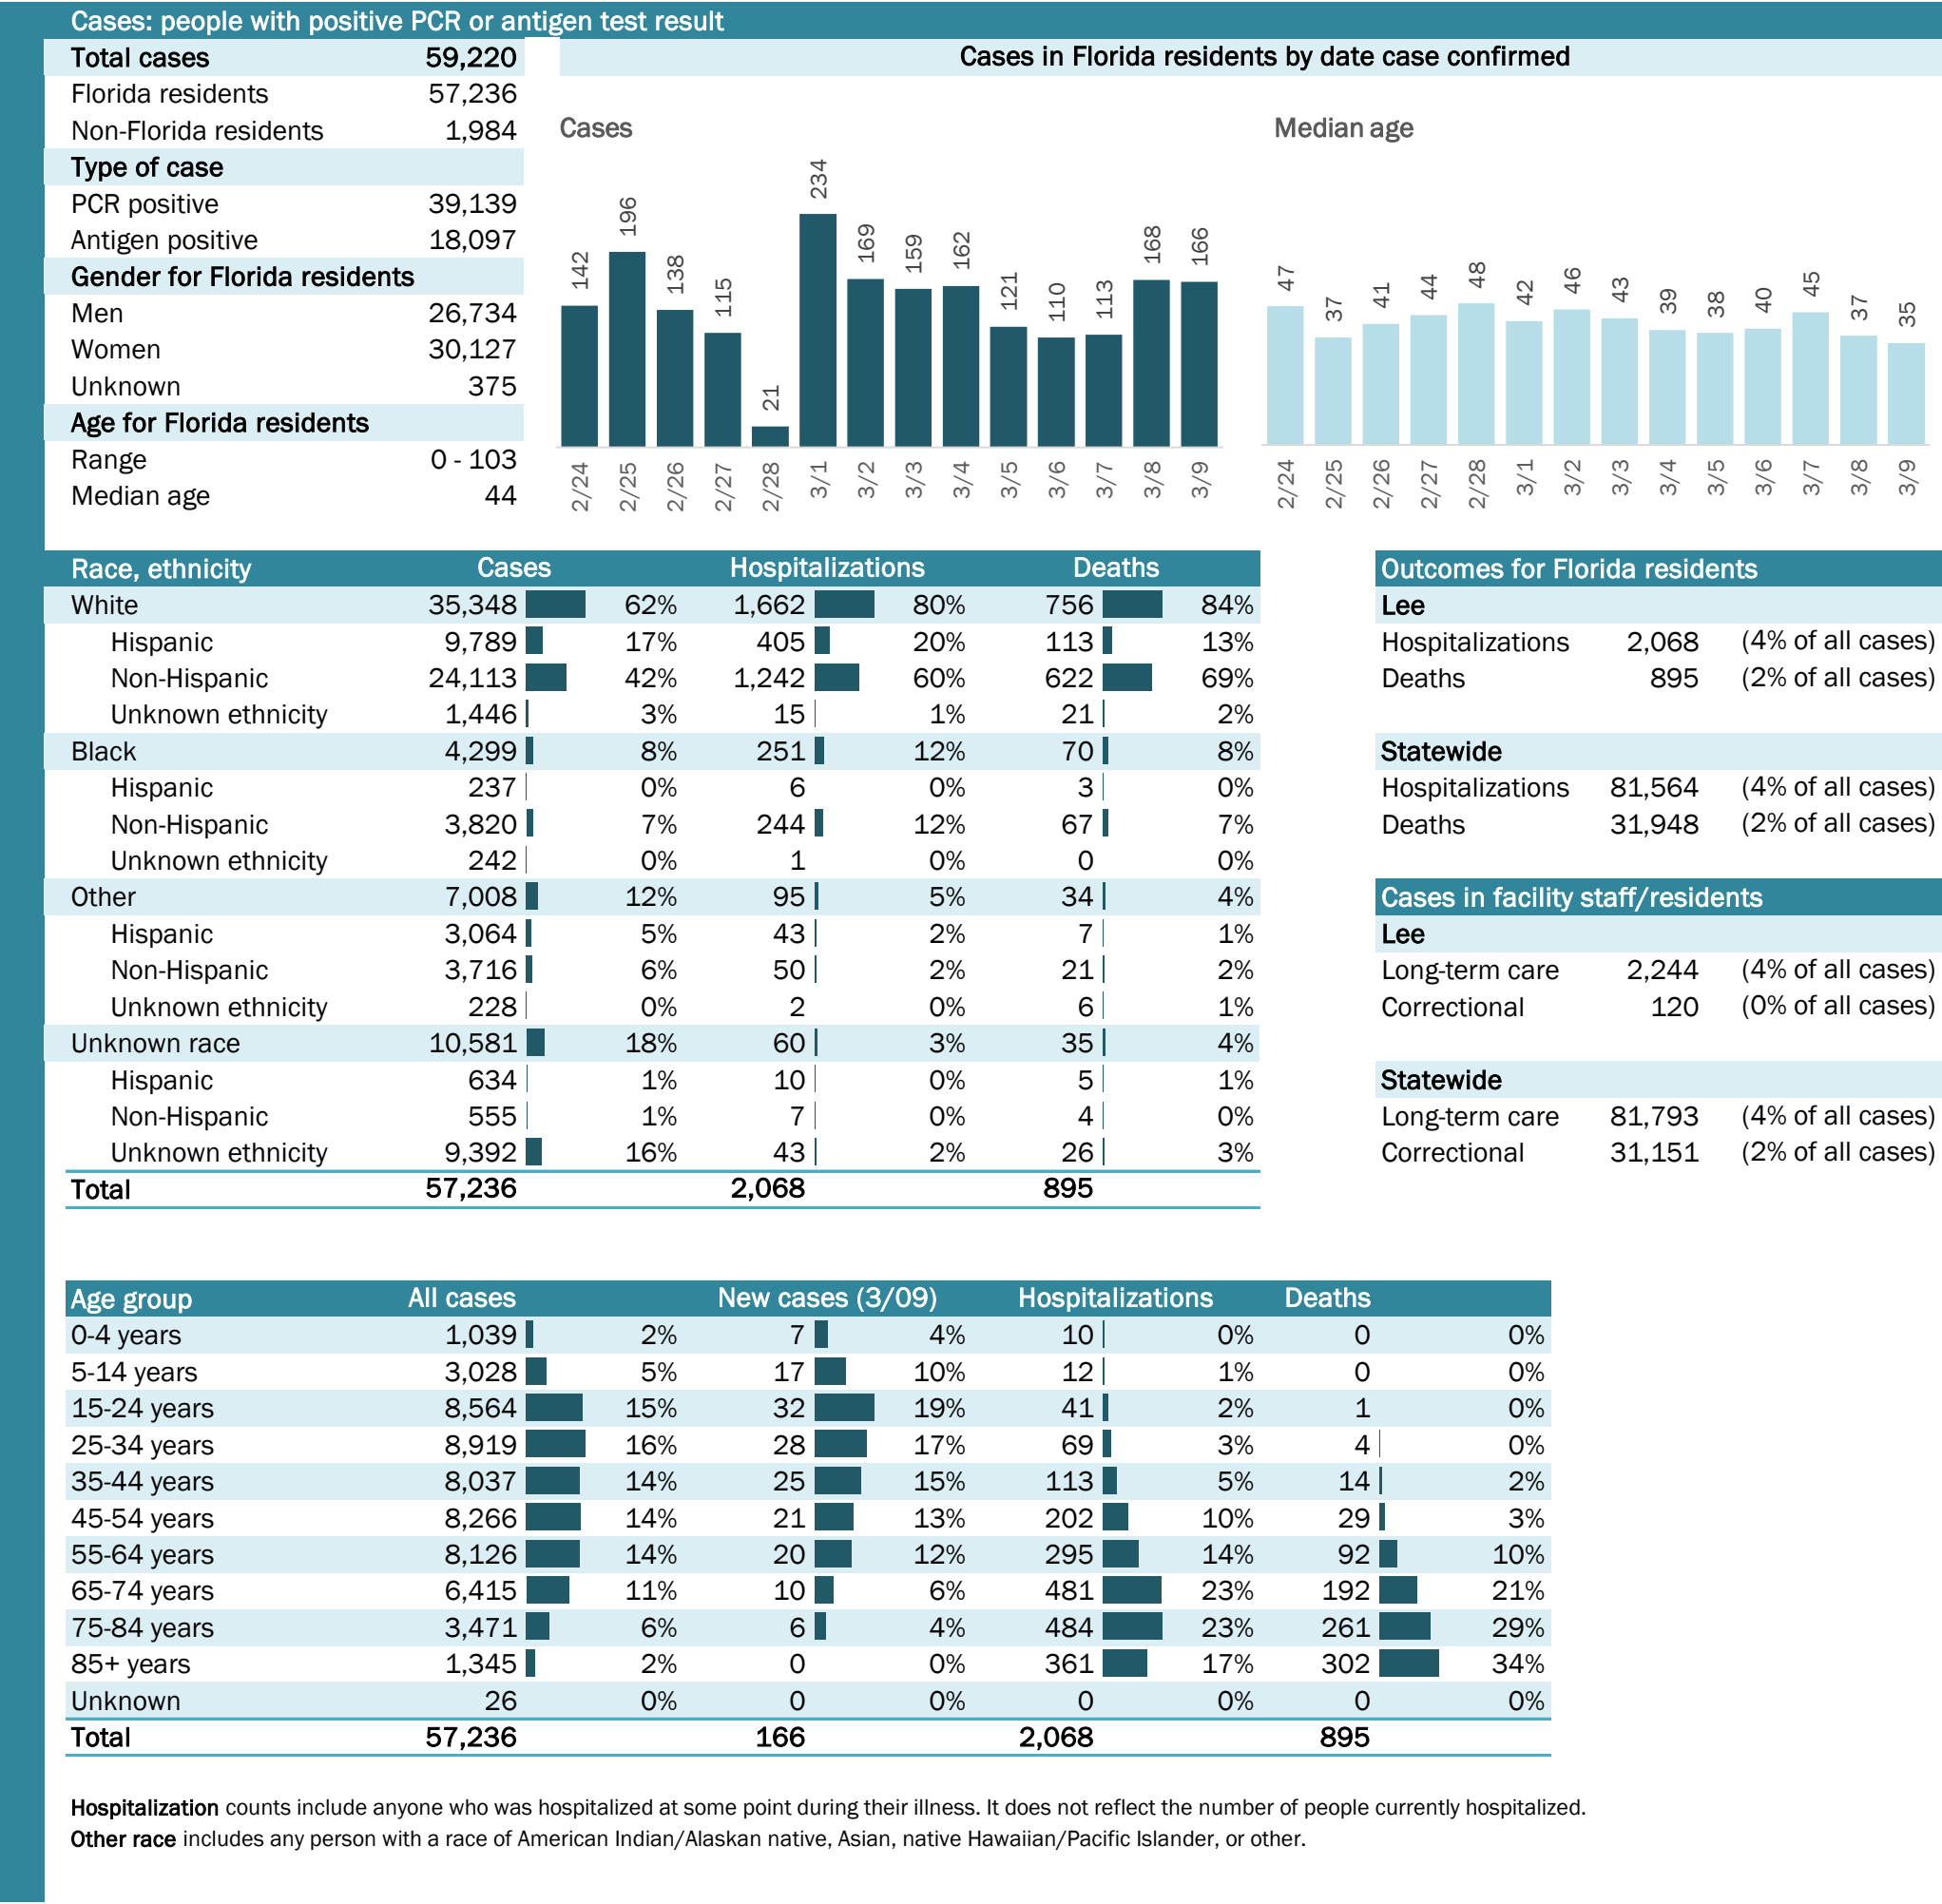 Cases: people with positive PCR or antigen test result
Total cases 59,220
Florida residents 57,236
Non-Florida residents 1,984
Type of case
PCR positive 39,139
Antigen positive 18,097
Gender for Florida residents
Men 26,734
Women 30,127
Unknown 375
Age for Florida residents
Range 0 - 103
Median age 44
Cases in Florida residents by date case confirmed
Cases
142 196 138 115 21 234 169 159 162 121 110 113 168 166
2/24 2/25 2/26 2/27 2/28 3/1 3/2 3/3 3/4 3/5 3/6 3/7 3/8 3/9
Median age
47 37 41 44 48 42 46 43 39 38 40 45 37 35
2/24 2/25 2/26 2/27 2/28 3/1 3/2 3/3 3/4 3/5 3/6 3/7 3/8 3/9
Race, ethnicity Cases Hospitalizations Deaths
White 35,348 62% 1,662 80% 756 84%
Hispanic 9,789 17% 405 20% 113 13%
Non-Hispanic 24,113 42% 1,242 60% 622 69%
Unknown ethnicity 1,446 3% 15 1% 21 2%
Black 4,299 8% 251 12% 70 8%
Hispanic 237 0% 6 0% 3 0%
Non-Hispanic 3,820 7% 244 12% 67 7%
Unknown ethnicity 242 0% 1 0% 0 0%
Other 7,008 12% 95 5% 34 4%
Hispanic 3,064 5% 43 2% 7 1%
Non-Hispanic 3,716 6% 50 2% 21 2%
Unknown ethnicity 228 0% 2 0% 6 1%
Unknown race 10,581 18% 60 3% 35 4%
Hispanic 634 1% 10 0% 5 1%
Non-Hispanic 555 1% 7 0% 4 0%
Unknown ethnicity 9,392 16% 43 2% 26 3%
Total 57,236 2,068 895
Outcomes for Florida residents
Lee
Hospitalizations 2,068 (4% of all cases)
Deaths 895 (2% of all cases)
Statewide
Hospitalizations 81,564 (4% of all cases)
Deaths 31,948 (2% of all cases)
Cases in facility staff/residents
Lee
Long-term care 2,244 (4% of all cases)
Correctional 120 (0% of all cases)
Statewide
Long-term care 81,793 (4% of all cases)
Correctional 31,151 (2% of all cases)
Age group All cases New cases (3/09) Hospitalizations Deaths
0-4 years 1,039 2% 7 4% 10 0% 0 0%
5-14 years 3,028 5% 17 10% 12 1% 0 0%
15-24 years 8,564 15% 32 19% 41 2% 1 0%
25-34 years 8,919 16% 28 17% 69 3% 4 0%
35-44 years 8,037 14% 25 15% 113 5% 14 2%
45-54 years 8,266 14% 21 13% 202 10% 29 3%
55-64 years 8,126 14% 20 12% 295 14% 92 10%
65-74 years 6,415 11% 10 6% 481 23% 192 21%
75-84 years 3,471 6% 6 4% 484 23% 261 29%
85+ years 1,345 2% 0 0% 361 17% 302 34%
Unknown 26 0% 0 0% 0 0% 0 0%
Total 57,236 166 2,068 895
Hospitalization counts include anyone who was hospitalized at some point during their illness. It does not reflect the number of people currently hospitalized.
Other race includes any person with a race of American Indian/Alaskan native, Asian, native Hawaiian/Pacific Islander, or other.